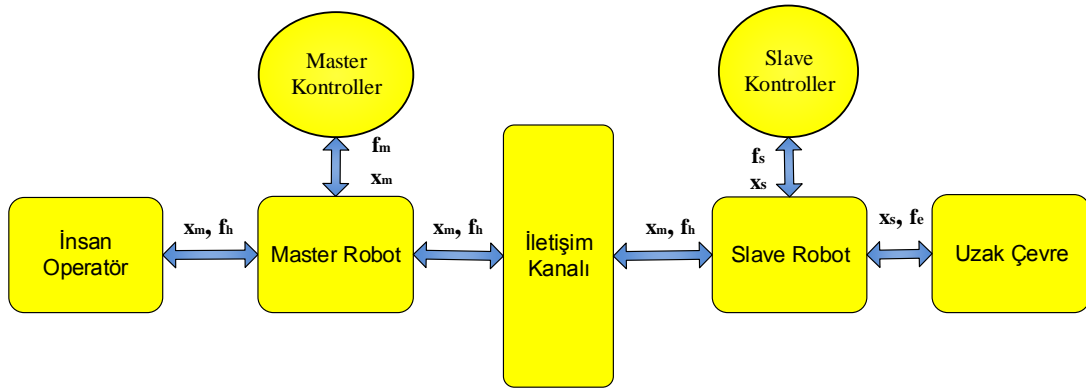 Master
Kontroller
Slave
Kontroller
fm
xm
fs
xs
İnsan
Operatör
xm, fh
Master Robot
xm, fh
İletişim
Kanalı
xm, fh
Slave Robot
xs, fe
Uzak Çevre